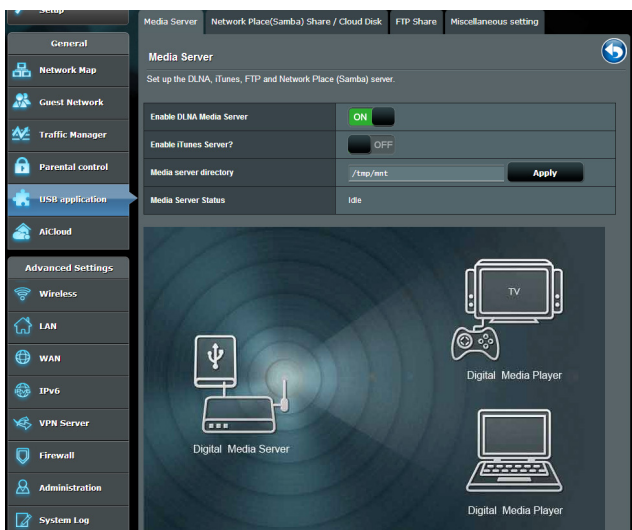 Setup
General
Network Map
Guest Network
Traffic Manager
Parental control
USB application
AiCloud
Advanced Settings
Wireless
LAN
WAN
IPv6
VPN Server
Firewall
Administration
System Log
Media Server
Network Place(Samba) Share / Cloud Disk
FTP Share
Miscellaneous setting
Media Server
Set up the DLNA, iTunes, FTP and Network Place (Samba) server.
Enable DLNA Media Server
ON
Enable iTunes Server?
OFF
Media server directory
/tmp/mnt
Apply
Media Server Status
Idle
TV
Digital Media Player
Digital Media Server
Digital Media Player